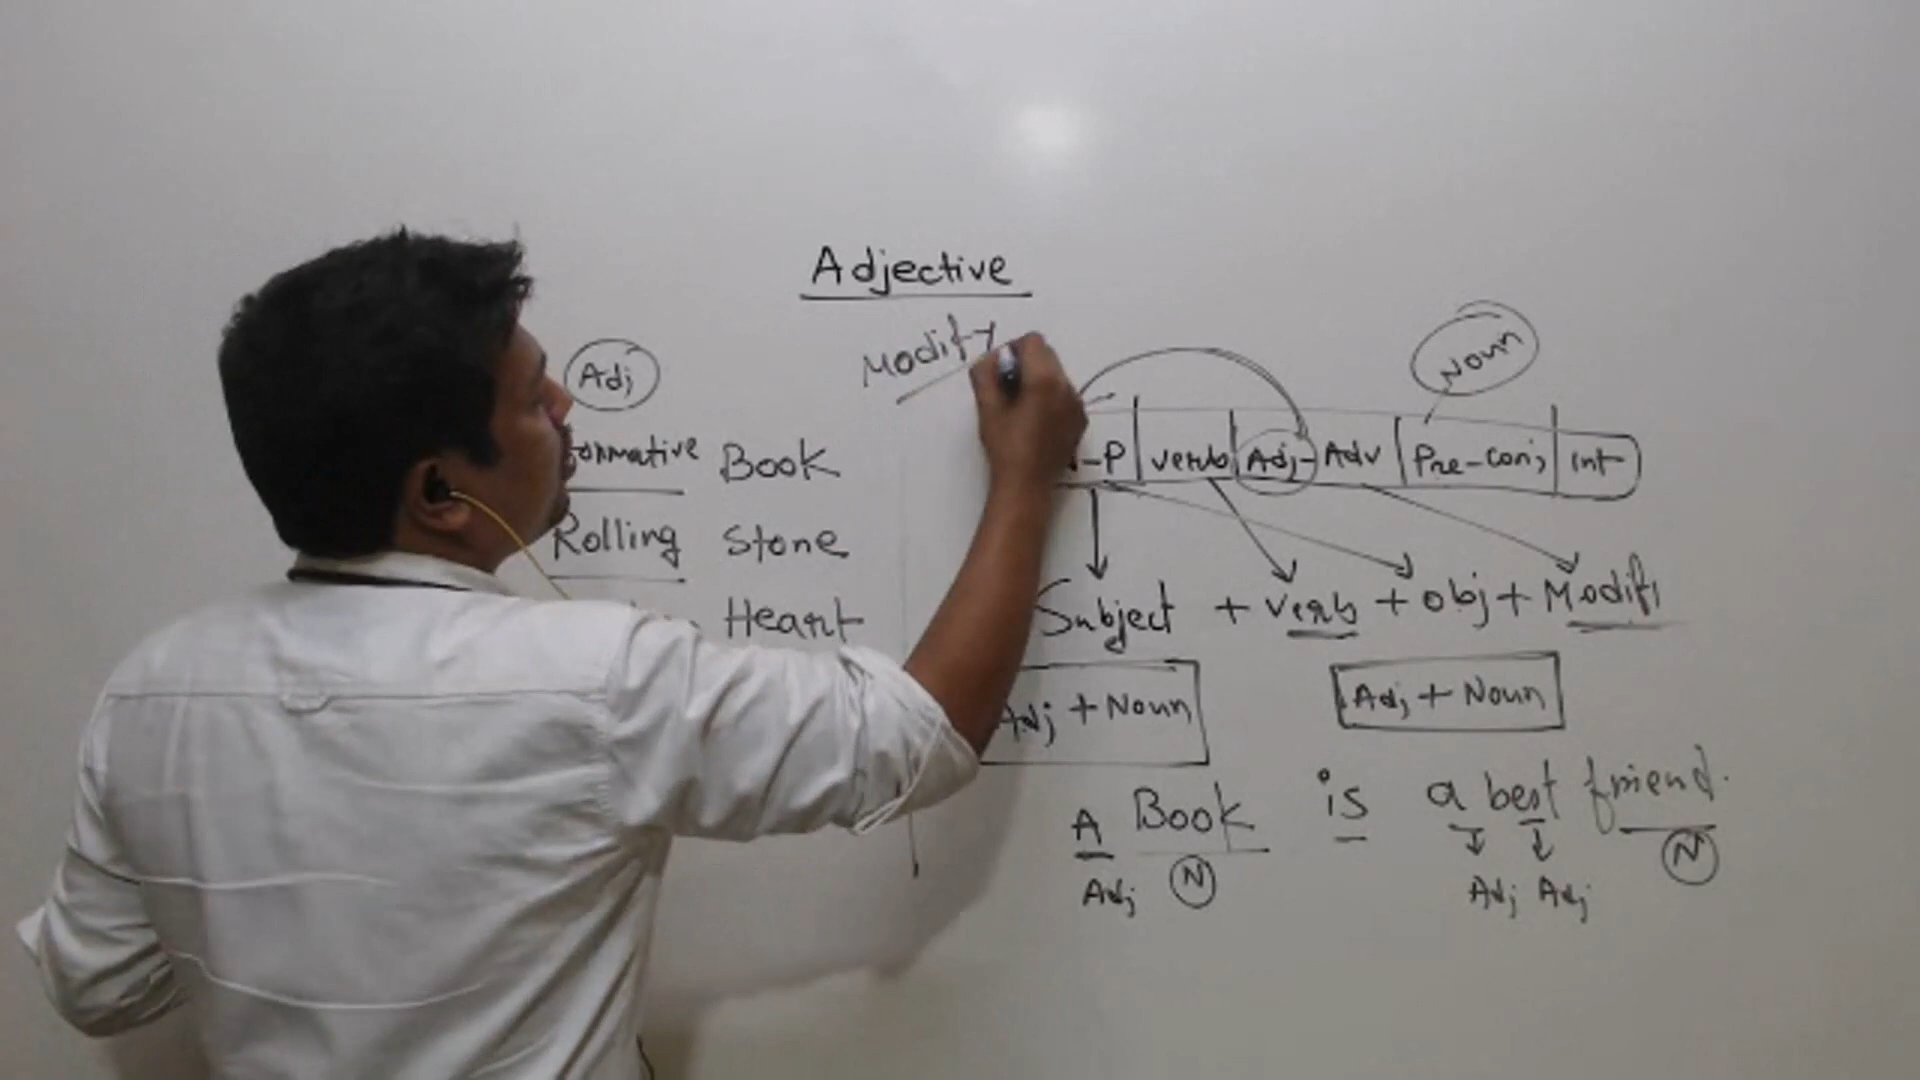 Adjective
Modify
Adj
Noun
Book
Rolling Stone
Heart
verb Adj - Adv Pre-Conj Int
Subject + Verb + Obj + Modifi
Adj + Noun Adj + Noun
A Book is a best friend.
Adj N Adj Adj N